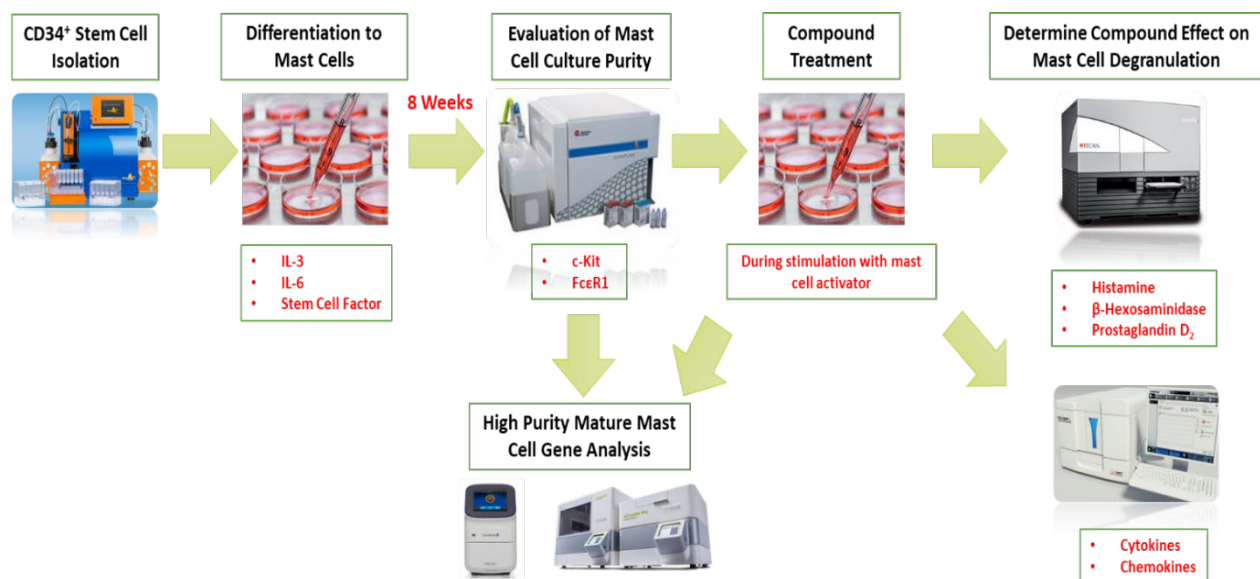 CD34⁺ Stem Cell
Isolation
Differentiation to
Mast Cells
8 Weeks
Evaluation of Mast
Cell Culture Purity
Compound
Treatment
Determine Compound Effect on
Mast Cell Degranulation
• IL-3
• IL-6
• Stem Cell Factor
• c-Kit
• FcεR1
During stimulation with mast
cell activator
TECAN
• Histamine
• β-Hexosaminidase
• Prostaglandin D₂
High Purity Mature Mast
Cell Gene Analysis
• Cytokines
• Chemokines